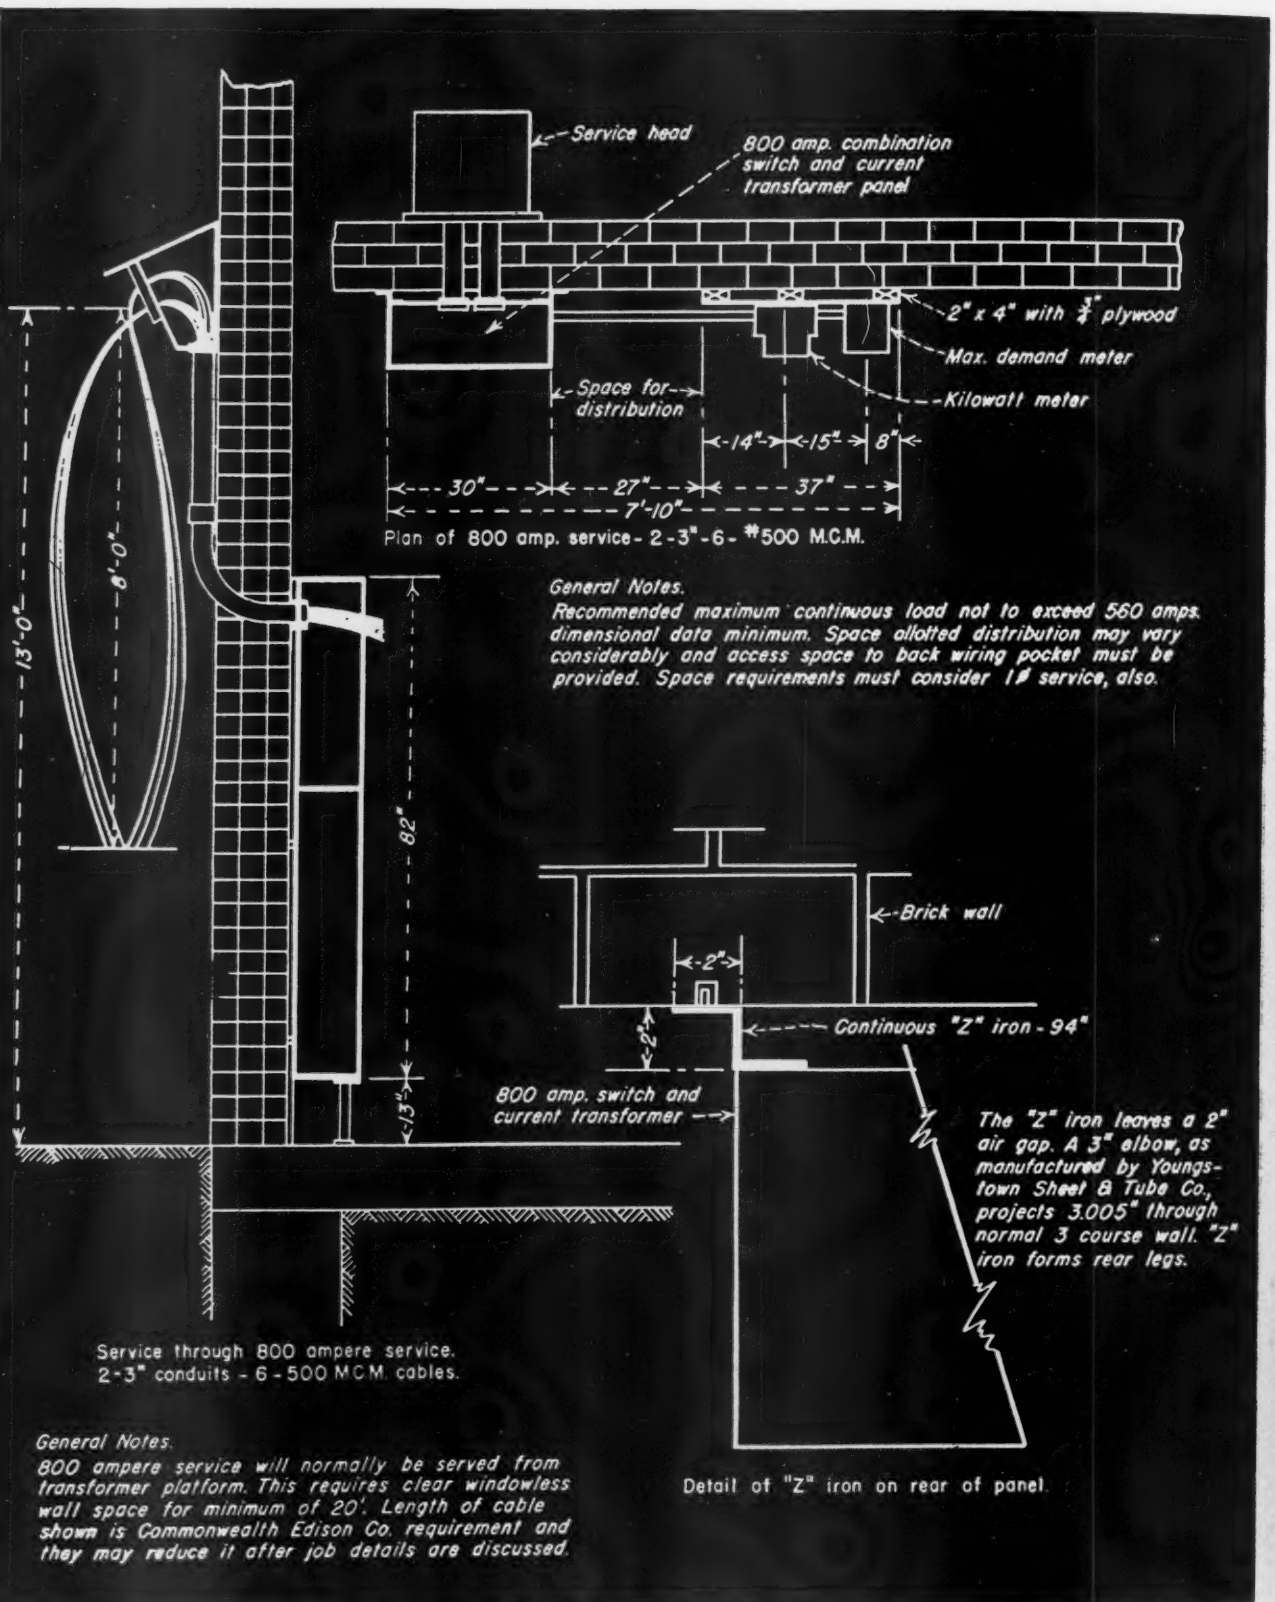 Service head
800 amp. combination
switch and current
transformer panel
2" x 4" with 3/4" plywood
Max. demand meter
Kilowatt meter
Space for
distribution
14"
15"
8"
30"
27"
37"
7'-10"
Plan of 800 amp. service - 2-3"-6- #500 M.C.M.
General Notes.
Recommended maximum continuous load not to exceed 560 amps.
dimensional data minimum. Space allotted distribution may vary
considerably and access space to back wiring pocket must be
provided. Space requirements must consider 1Ø service, also.
13'-0"
8'-0"
82"
13"
Brick wall
2"
2"
Continuous "Z" iron - 94"
800 amp. switch and
current transformer
The "Z" iron leaves a 2"
air gap. A 3" elbow, as
manufactured by Youngs-
town Sheet & Tube Co.,
projects 3.005" through
normal 3 course wall. "Z"
iron forms rear legs.
Service through 800 ampere service.
2-3" conduits - 6-500 M.C.M. cables.
General Notes.
800 ampere service will normally be served from
transformer platform. This requires clear windowless
wall space for minimum of 20'. Length of cable
shown is Commonwealth Edison Co. requirement and
they may reduce it after job details are discussed.
Detail of "Z" iron on rear of panel.